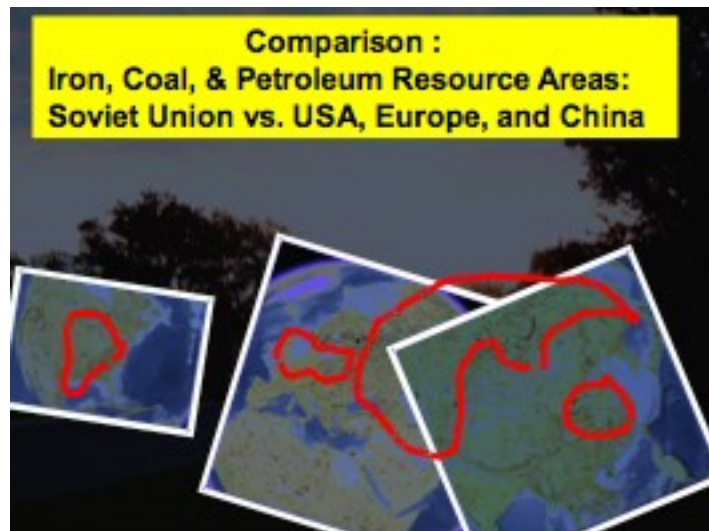 Comparison :
Iron, Coal, & Petroleum Resource Areas:
Soviet Union vs. USA, Europe, and China